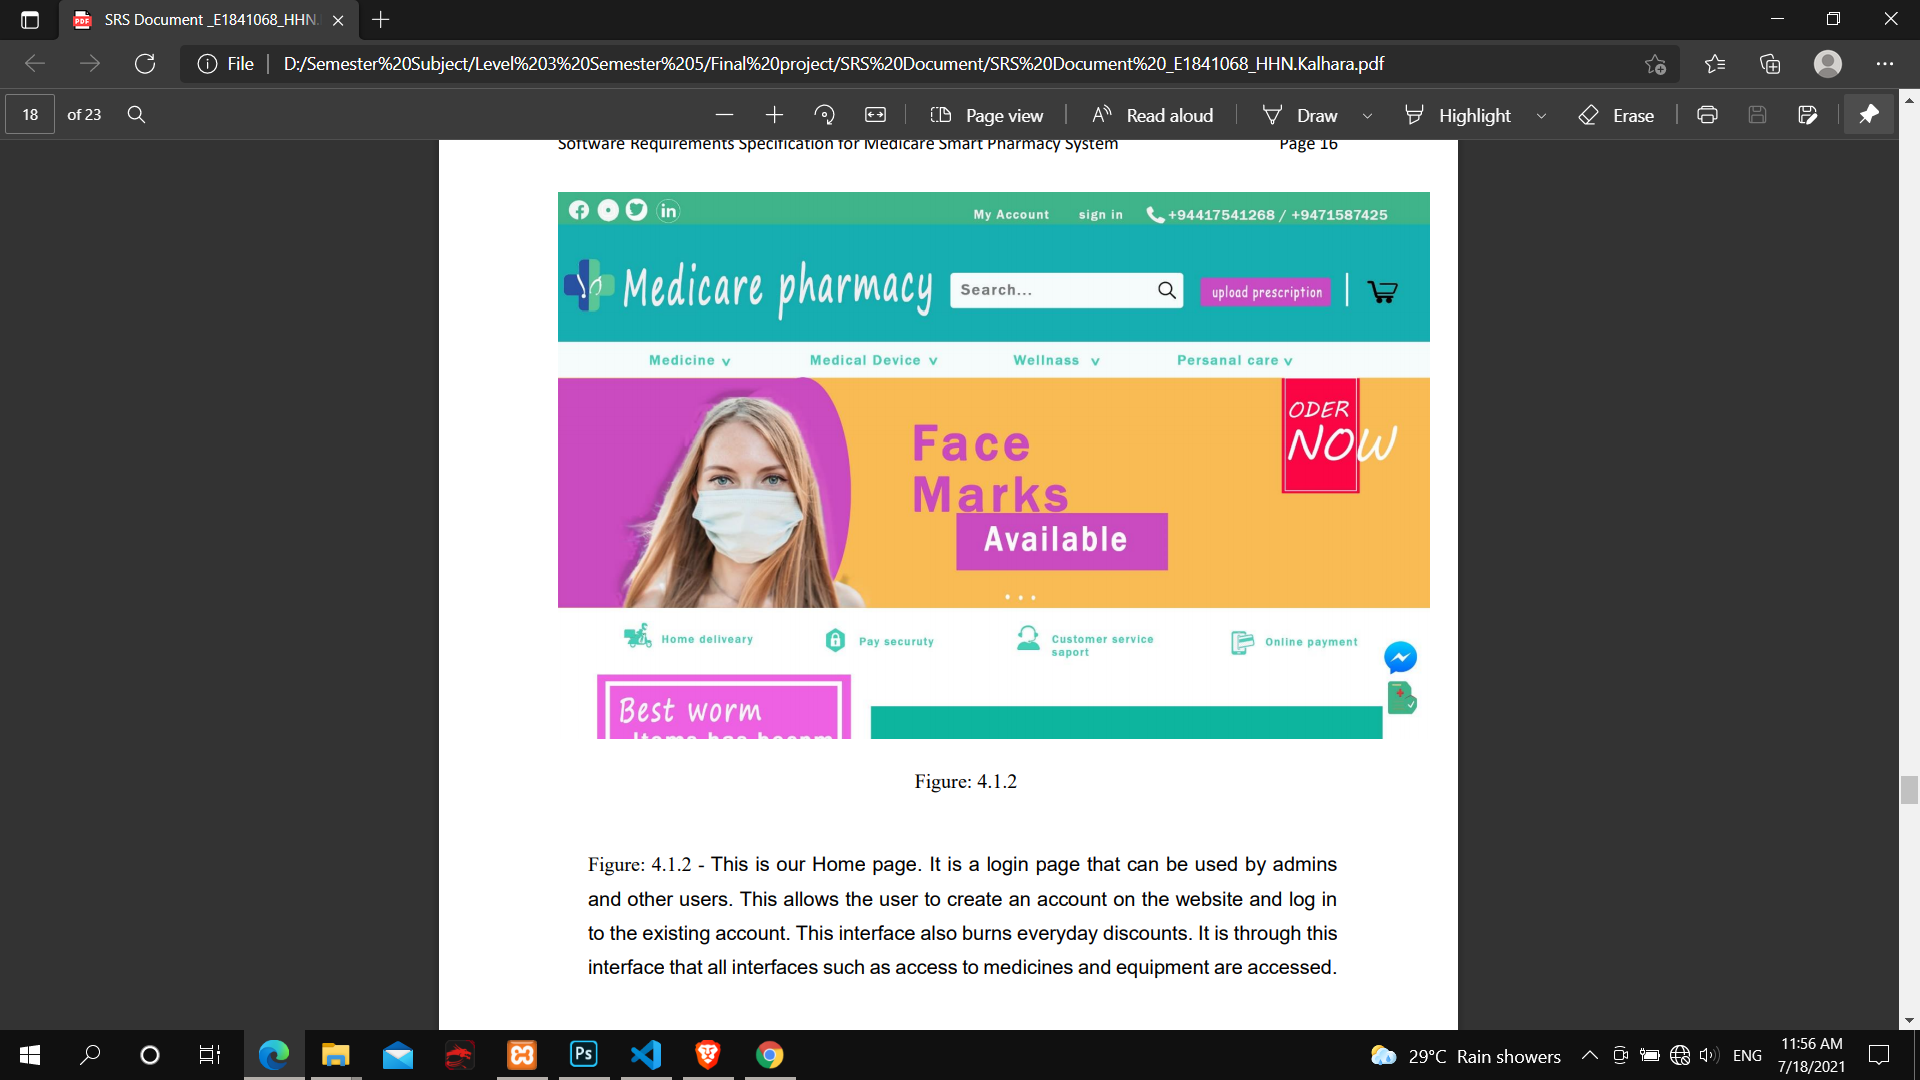 SRS Document _E1841068_HHN.
File
D:/Semester%20Subject/Level%203%20Semester%205/Final%20project/SRS%20Document/SRS%20Document%20_E1841068_HHN.Kalhara.pdf
18 of 23
Page view
Read aloud
Draw
Highlight
Erase
Software Requirements Specification for Medicare Smart Pharmacy System Page 16
My Account sign in +94417541268 / +9471587425
Medicare pharmacy
Search...
upload prescription
Medicine v Medical Device v Wellnass v Persanal care v
Face
Marks
Available
ODER
NOW
Home deliveary
Pay securuty
Customer service
saport
Online payment
Best worm
Items has beenm
Figure: 4.1.2
Figure: 4.1.2 - This is our Home page. It is a login page that can be used by admins
and other users. This allows the user to create an account on the website and log in
to the existing account. This interface also burns everyday discounts. It is through this
interface that all interfaces such as access to medicines and equipment are accessed.
Ps
29°C Rain showers
ENG
11:56 AM
7/18/2021